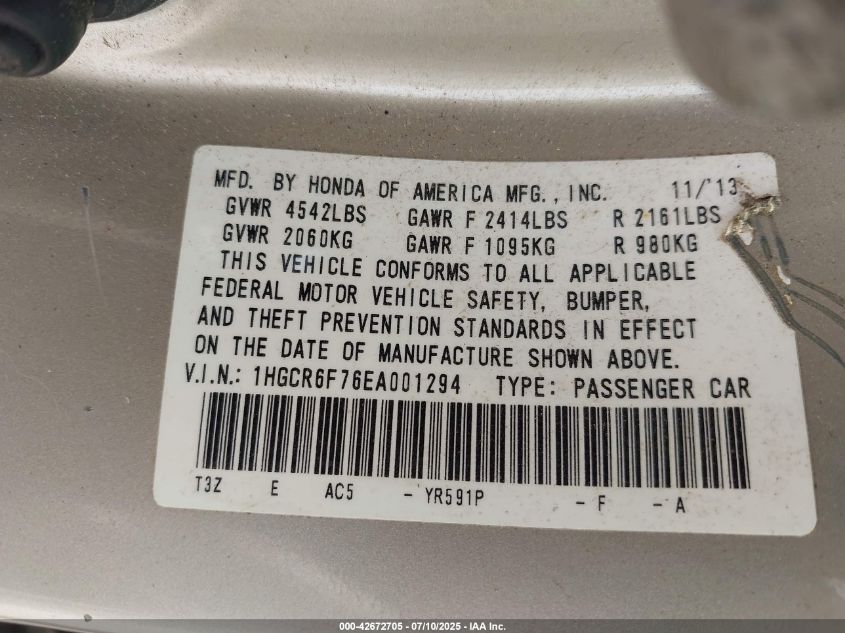 MFD. BY HONDA OF AMERICA MFG., INC. 11/'13
GVWR 4542LBS GAWR F 2414LBS R 2161LBS
GVWR 2060KG GAWR F 1095KG R 980KG
THIS VEHICLE CONFORMS TO ALL APPLICABLE
FEDERAL MOTOR VEHICLE SAFETY, BUMPER,
AND THEFT PREVENTION STANDARDS IN EFFECT
ON THE DATE OF MANUFACTURE SHOWN ABOVE.
V.I.N.: 1HGCR6F76EA001294 TYPE: PASSENGER CAR
T3Z E AC5 - YR591P - F - A
000-42672705 - 07/10/2025 - IAA Inc.